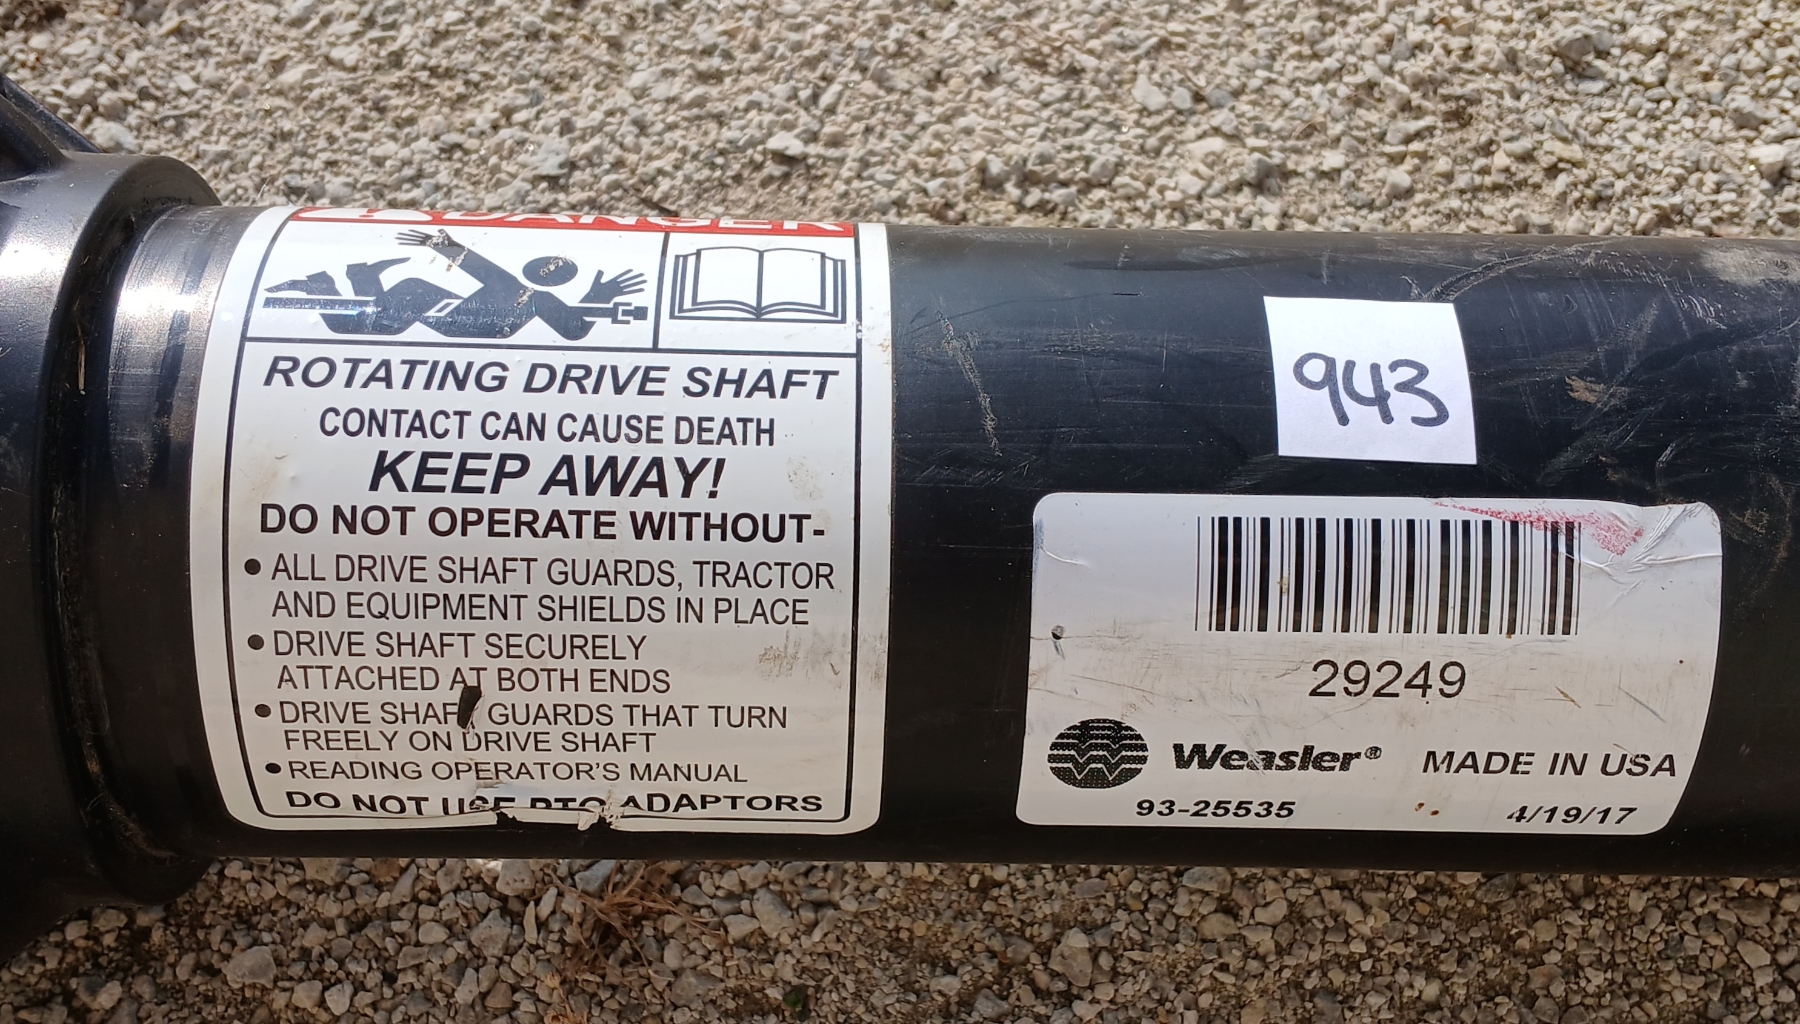 DANGER
ROTATING DRIVE SHAFT
CONTACT CAN CAUSE DEATH
KEEP AWAY!
DO NOT OPERATE WITHOUT-
• ALL DRIVE SHAFT GUARDS, TRACTOR
AND EQUIPMENT SHIELDS IN PLACE
• DRIVE SHAFT SECURELY
ATTACHED AT BOTH ENDS
• DRIVE SHAFT GUARDS THAT TURN
FREELY ON DRIVE SHAFT
• READING OPERATOR'S MANUAL
DO NOT USE PTO ADAPTORS
943
29249
Weasler® MADE IN USA
93-25535 4/19/17